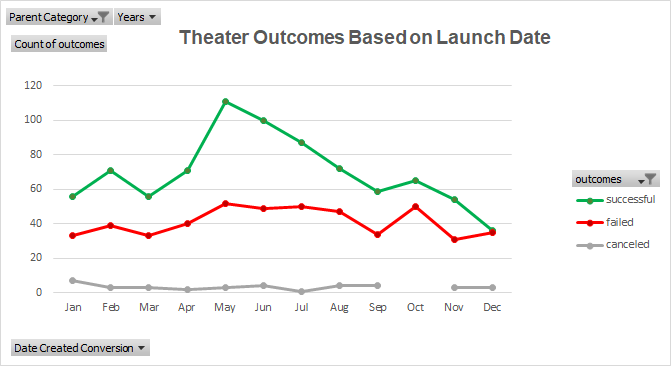 Parent Category Years
Count of outcomes
Theater Outcomes Based on Launch Date
120
100
80
60
40
20
0
Jan Feb Mar Apr May Jun Jul Aug Sep Oct Nov Dec
outcomes
successful
failed
canceled
Date Created Conversion